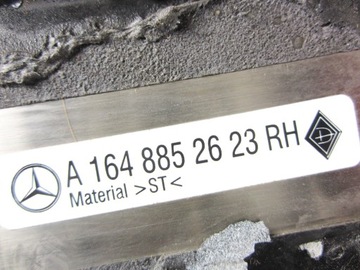 A 164 885 26 23 RH
Material >ST<